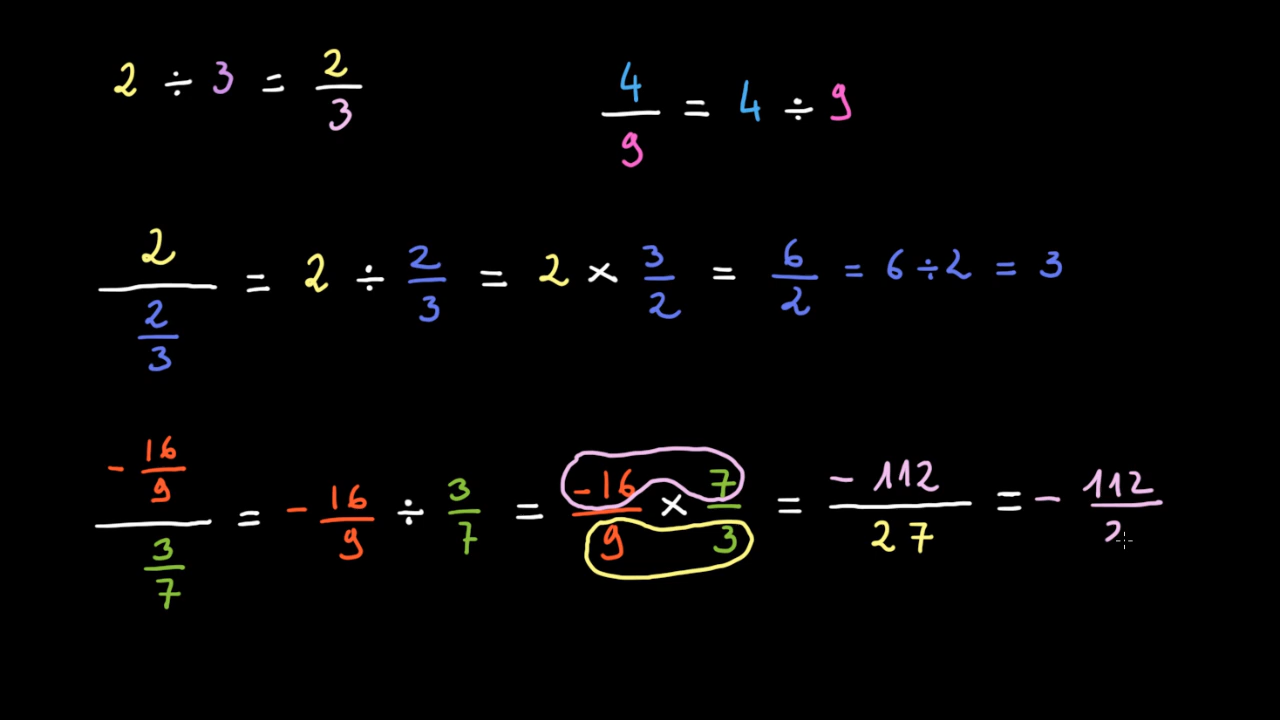 2 ÷ 3 = 2/3
4/9 = 4 ÷ 9
2/(2/3) = 2 ÷ 2/3 = 2 × 3/2 = 6/2 = 6 ÷ 2 = 3
(-16/9)/(3/7) = -16/9 ÷ 3/7 = -16/9 × 7/3 = -112/27 = -112/2